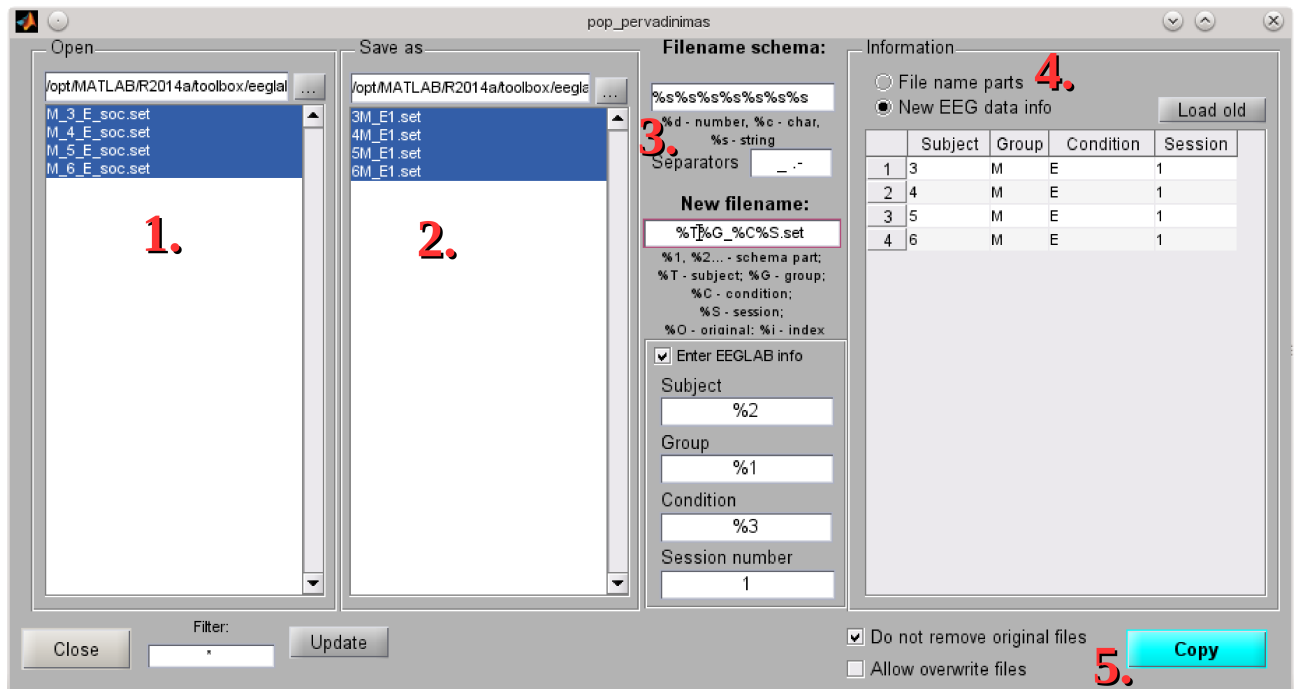 pop_pervadinimas
Open
/opt/MATLAB/R2014a/toolbox/eeglal
...
M_3_E_soc.set
M_4_E_soc.set
M_5_E_soc.set
M_6_E_soc.set
1.
Save as
/opt/MATLAB/R2014a/toolbox/eegla
...
3M_E1.set
4M_E1.set
5M_E1.set
6M_E1.set
2.
Filename schema:
%s%s%s%s%s%s%s%s
%d - number, %c - char,
%s - string
3.
Separators
_ .-
New filename:
%T%G_%C%S.set
%1, %2... - schema part;
%T - subject; %G - group;
%C - condition;
%S - session;
%O - original; %i - index
Enter EEGLAB info
Subject
%2
Group
%1
Condition
%3
Session number
1
Information
File name parts
4.
New EEG data info
Load old
Subject Group Condition Session
1 3 M E 1
2 4 M E 1
3 5 M E 1
4 6 M E 1
Close
Filter:
*
Update
Do not remove original files
Allow overwrite files
5.
Copy